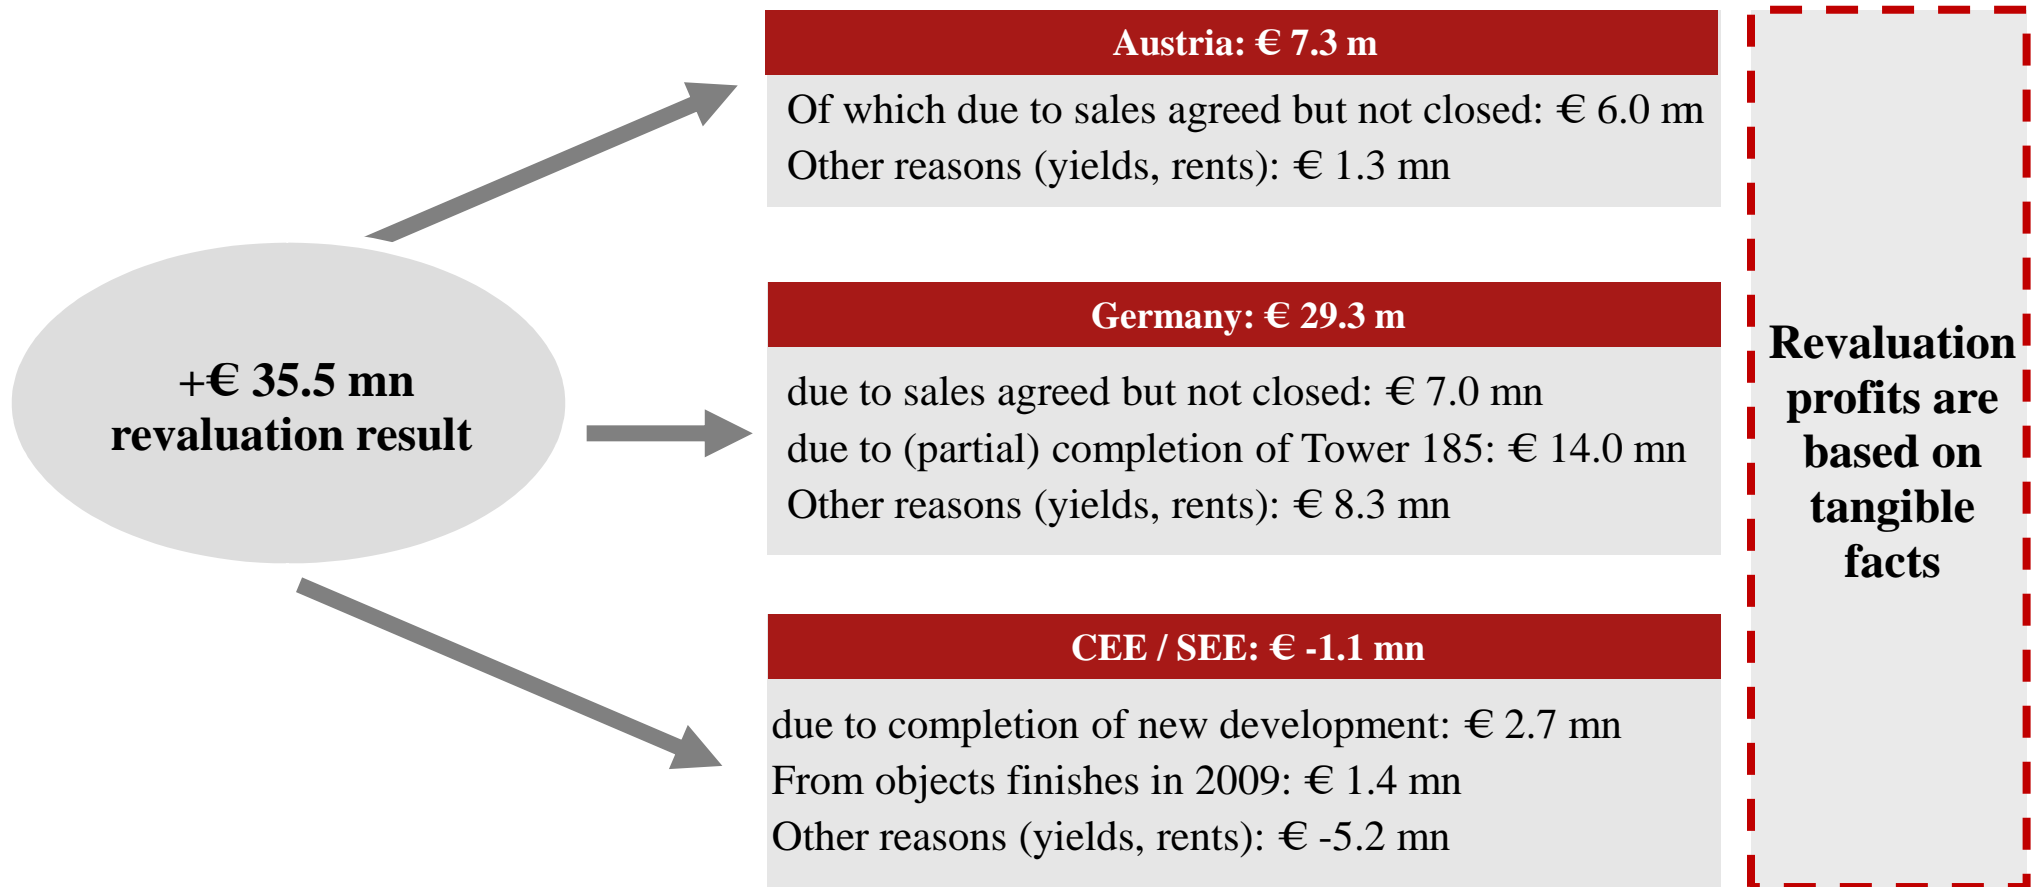 +€ 35.5 mn
revaluation result
Austria: € 7.3 m
Of which due to sales agreed but not closed: € 6.0 mn
Other reasons (yields, rents): € 1.3 mn
Germany: € 29.3 m
due to sales agreed but not closed: € 7.0 mn
due to (partial) completion of Tower 185: € 14.0 mn
Other reasons (yields, rents): € 8.3 mn
CEE / SEE: € -1.1 mn
due to completion of new development: € 2.7 mn
From objects finishes in 2009: € 1.4 mn
Other reasons (yields, rents): € -5.2 mn
Revaluation
profits are
based on
tangible
facts